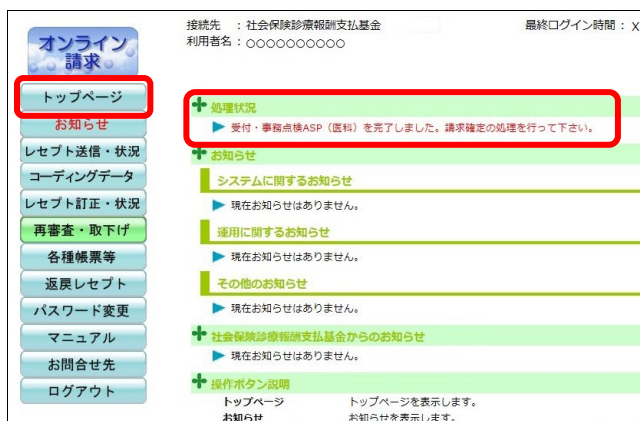 接続先　：社会保険診療報酬支払基金
最終ログイン時間：X
利用者名：○○○○○○○○○○
オンライン
請求
トップページ
お知らせ
レセプト送信・状況
コーディングデータ
レセプト訂正・状況
再審査・取下げ
各種帳票等
返戻レセプト
パスワード変更
マニュアル
お問合せ先
ログアウト
処理状況
受付・事務点検ASP（医科）を完了しました。請求確定の処理を行って下さい。
お知らせ
システムに関するお知らせ
現在お知らせはありません。
運用に関するお知らせ
現在お知らせはありません。
その他のお知らせ
現在お知らせはありません。
社会保険診療報酬支払基金からのお知らせ
現在お知らせはありません。
操作ボタン説明
トップページ　トップページを表示します。
お知らせ　お知らせを表示します。